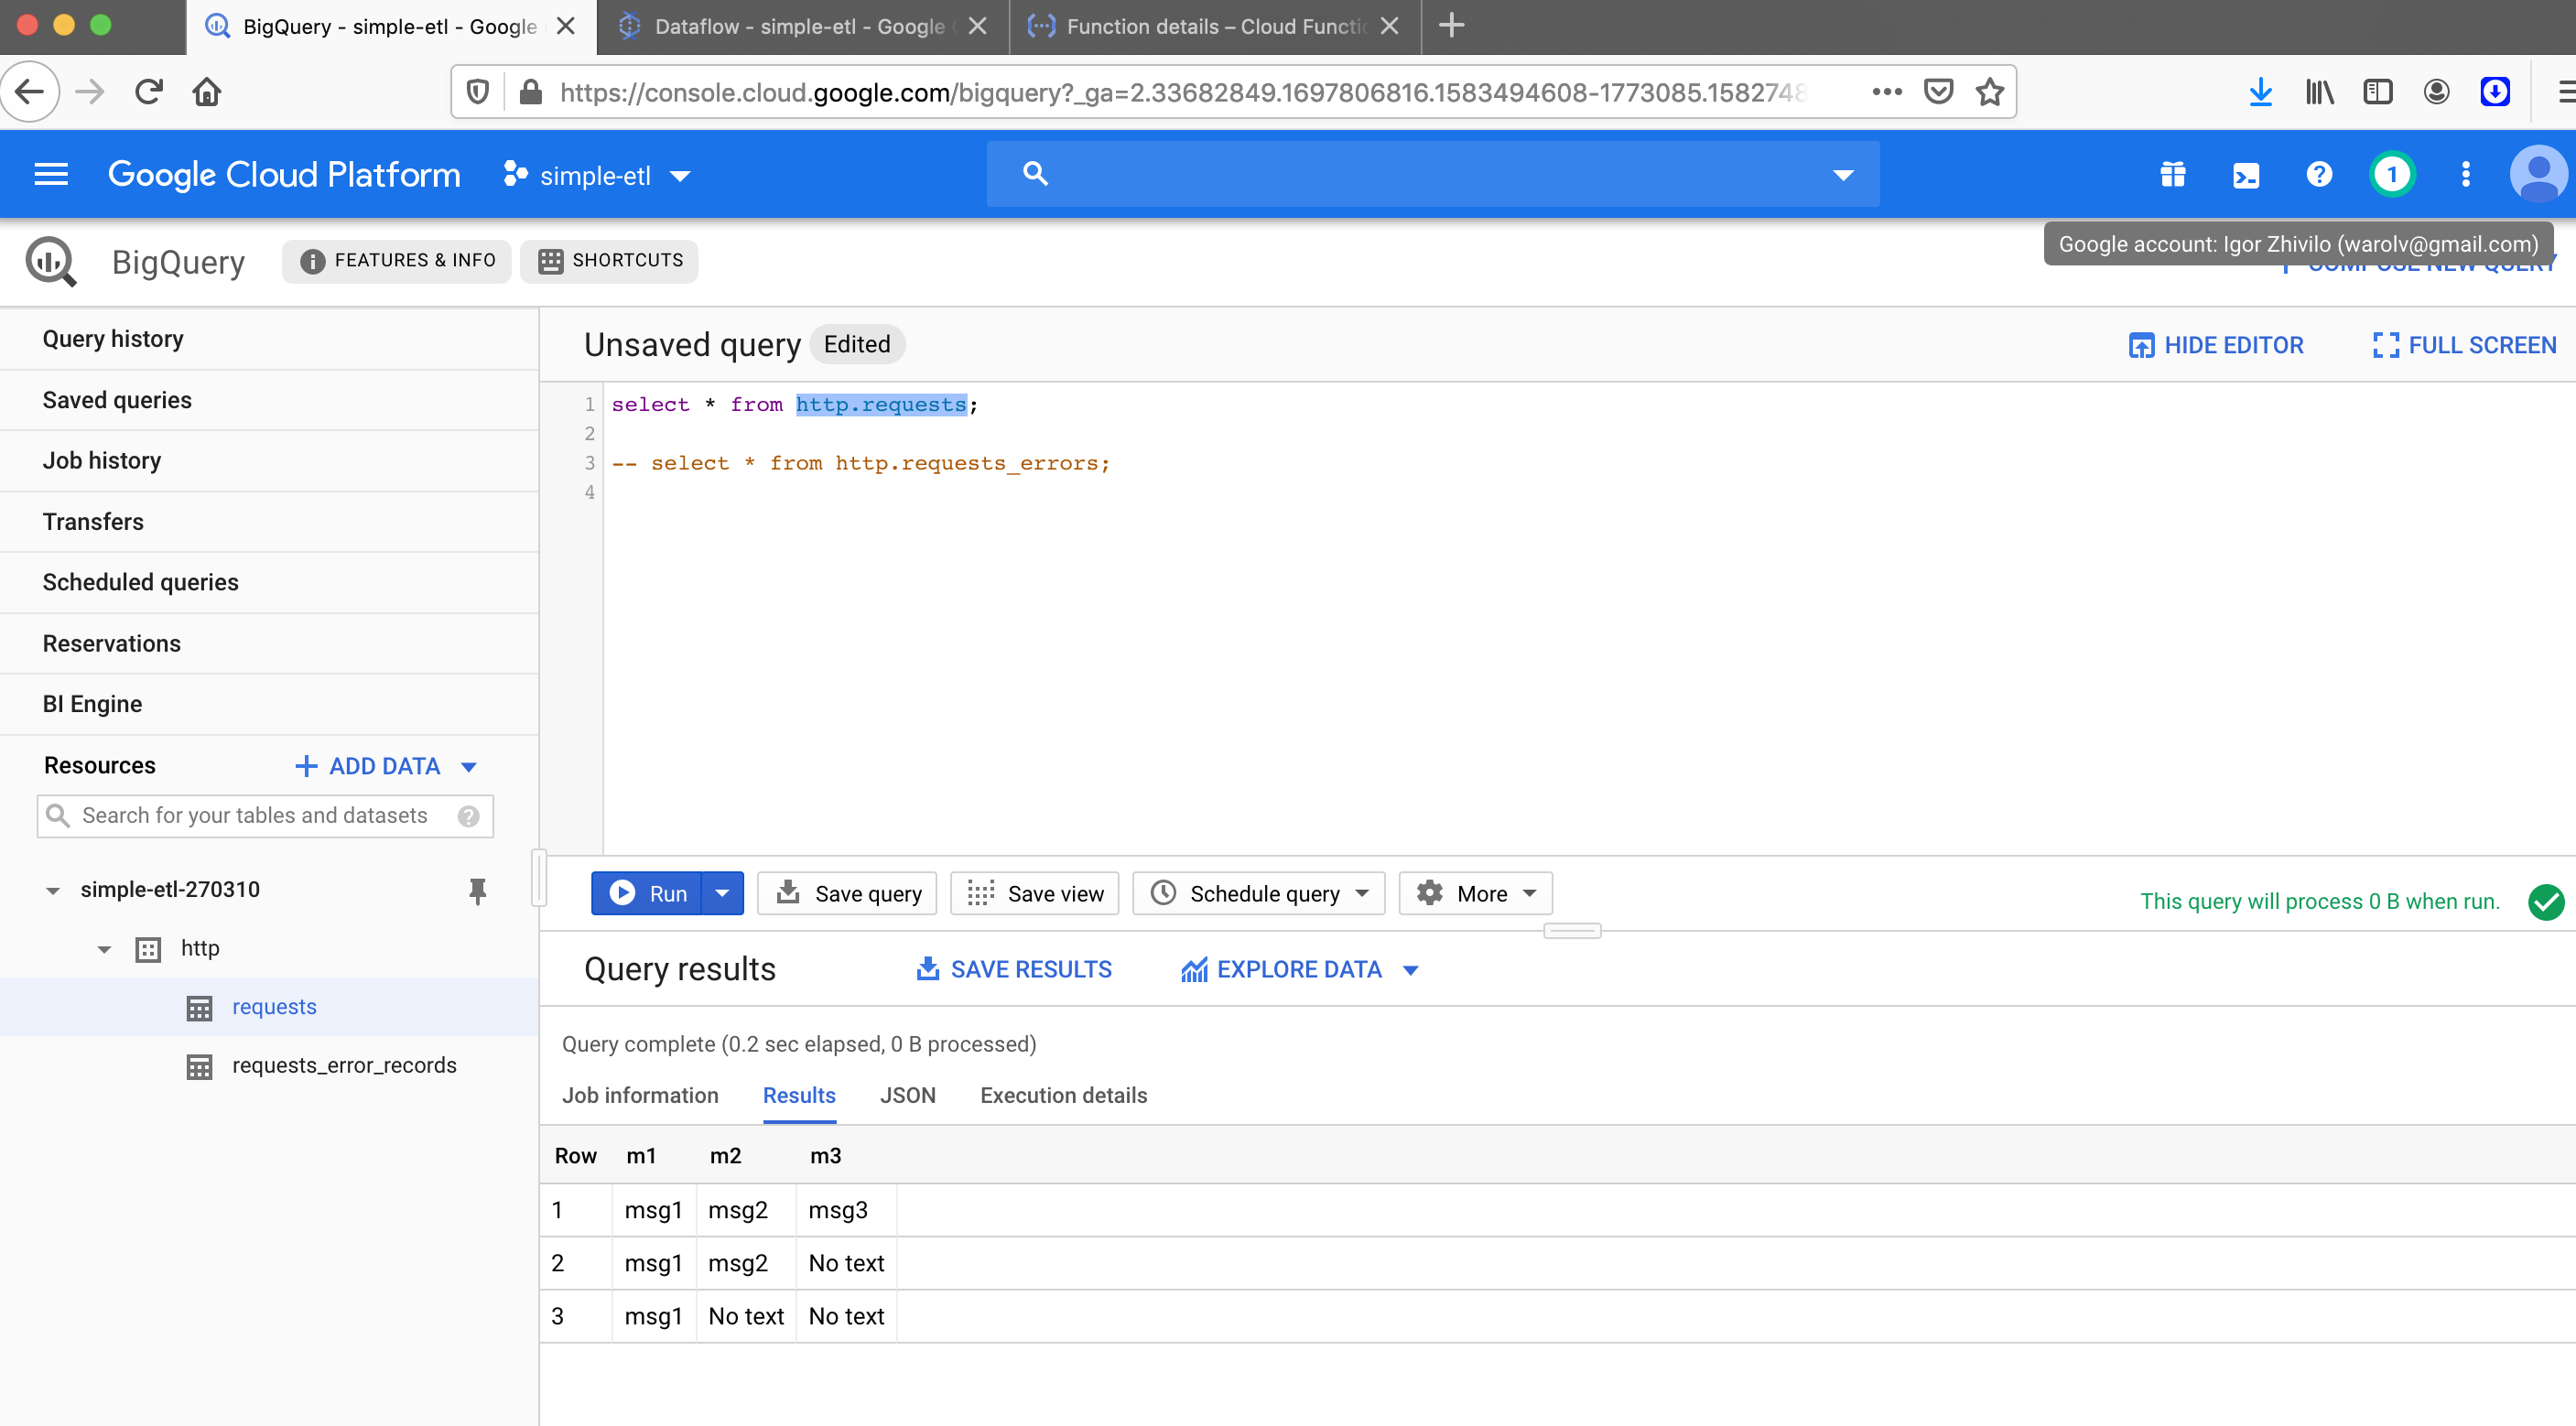 BigQuery - simple-etl - Google
Dataflow - simple-etl - Google
Function details – Cloud Functi
https://console.cloud.google.com/bigquery?_ga=2.33682849.1697806816.1583494608-1773085.1582748
Google Cloud Platform
simple-etl
1
Google account: Igor Zhivilo (warolv@gmail.com)
BigQuery
FEATURES & INFO
SHORTCUTS
COMPOSE NEW QUERY
Query history
Saved queries
Job history
Transfers
Scheduled queries
Reservations
BI Engine
Resources
ADD DATA
Search for your tables and datasets
simple-etl-270310
http
requests
requests_error_records
Unsaved query
Edited
HIDE EDITOR
FULL SCREEN
1 select * from http.requests;
2
3 -- select * from http.requests_errors;
4
Run
Save query
Save view
Schedule query
More
This query will process 0 B when run.
Query results
SAVE RESULTS
EXPLORE DATA
Query complete (0.2 sec elapsed, 0 B processed)
Job information Results JSON Execution details
Row m1 m2 m3
1 msg1 msg2 msg3
2 msg1 msg2 No text
3 msg1 No text No text